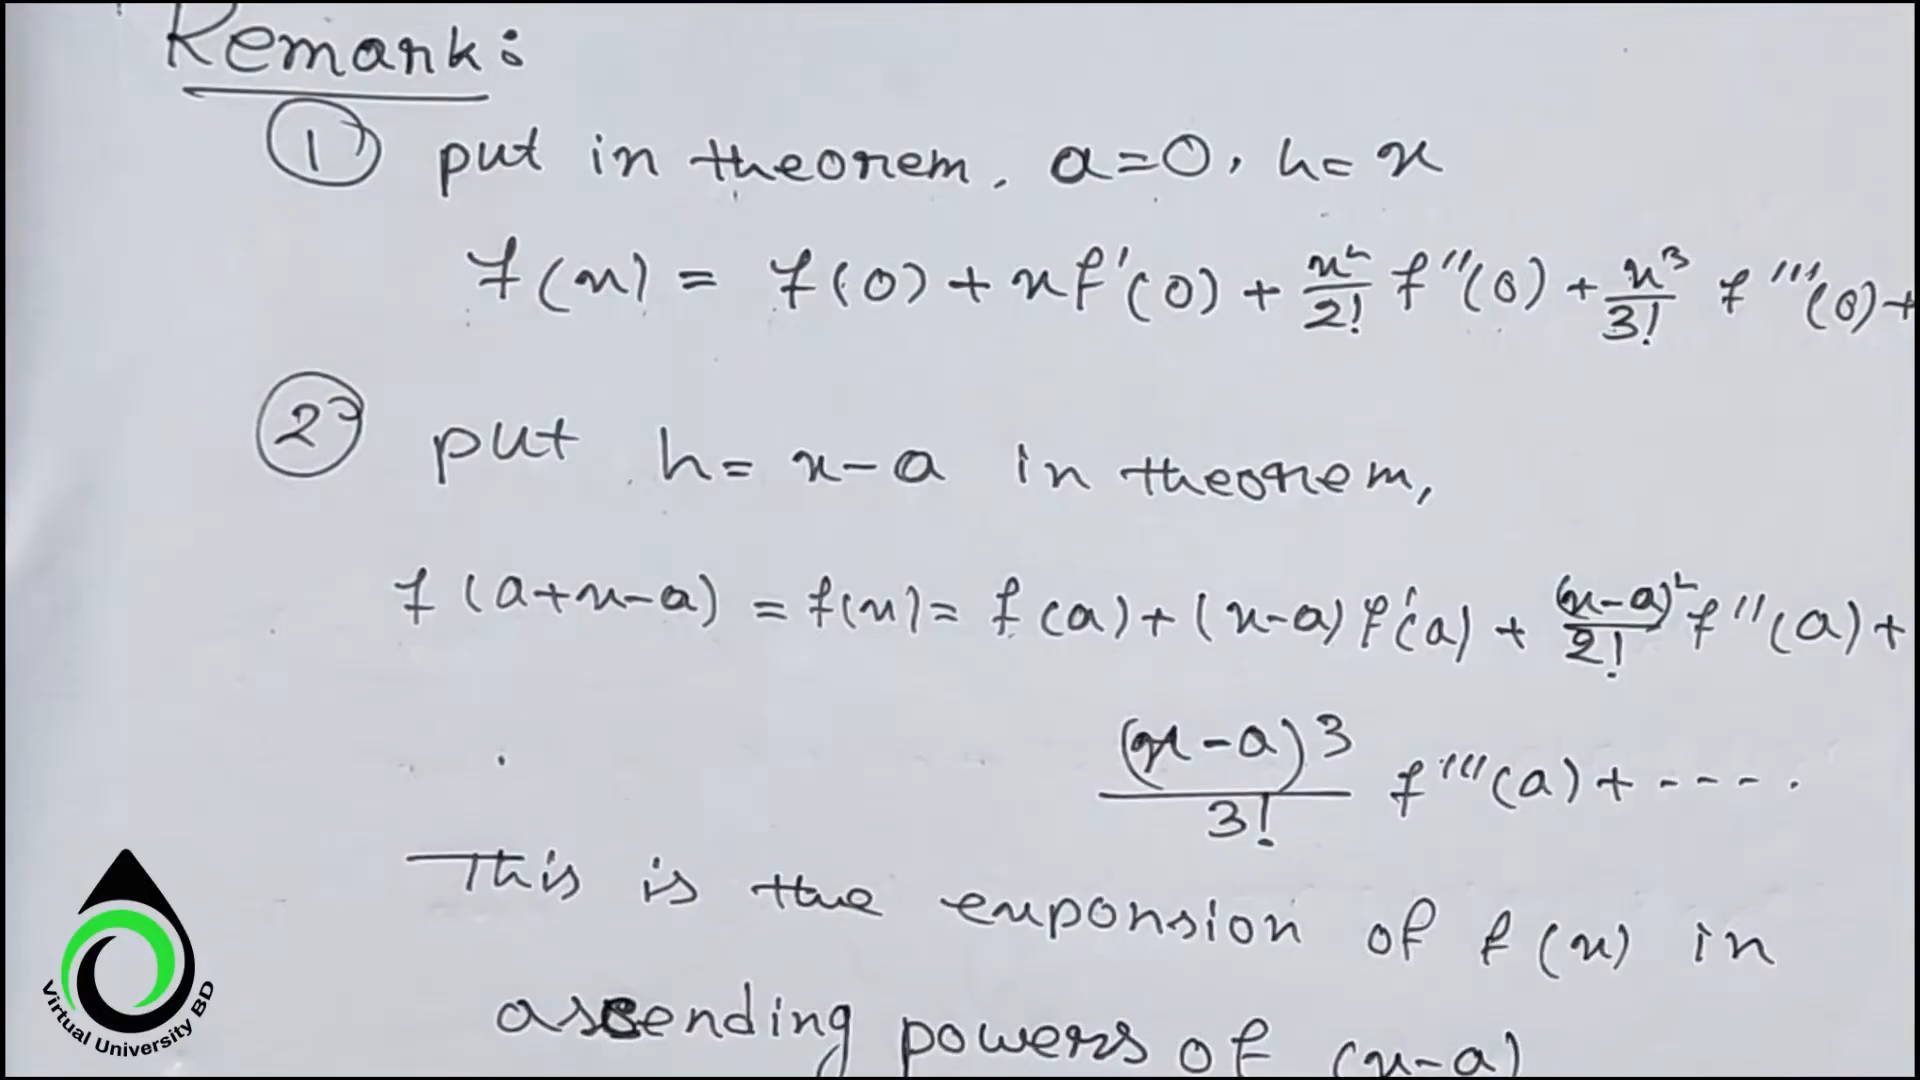 Remark:
① put in theorem, a=0, h= x
f(x) = f(0) + xf'(0) + x²/2! f''(0) + x³/3! f'''(0)+
② put h= x-a in theorem,
f(a+x-a) = f(x) = f(a) + (x-a) f'(a) + (x-a)²/2! f''(a) +
(x-a)³/3! f'''(a) + ----.
This is the exponsion of f(x) in
ascending powers of (x-a)
Virtual University BD